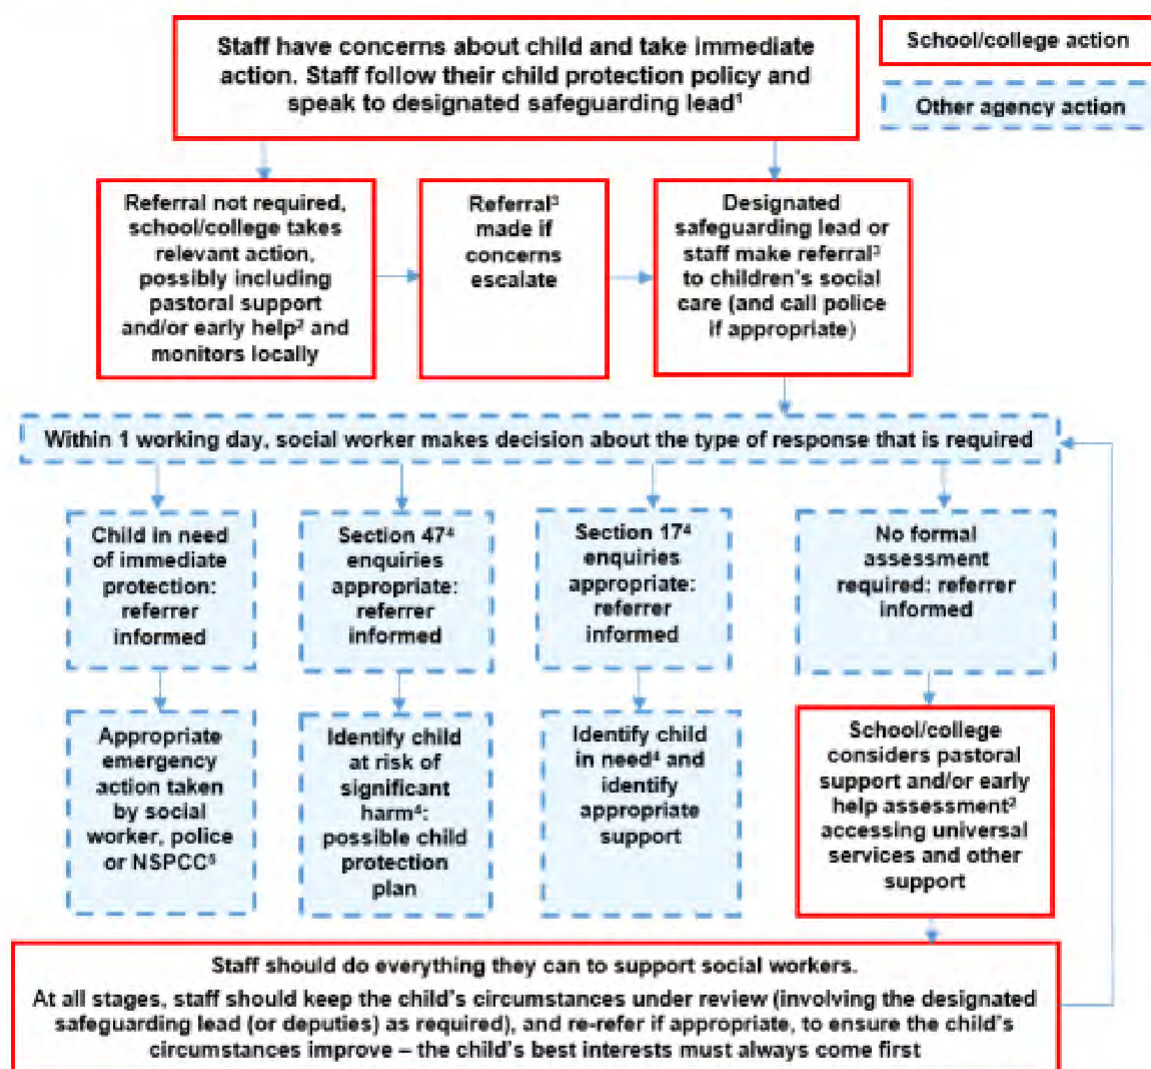 Staff have concerns about child and take immediate
action. Staff follow their child protection policy and
speak to designated safeguarding lead¹
School/college action
Other agency action
Referral not required,
school/college takes
relevant action,
possibly including
pastoral support
and/or early help² and
monitors locally
Referral³
made if
concerns
escalate
Designated
safeguarding lead or
staff make referral³
to children's social
care (and call police
if appropriate)
Within 1 working day, social worker makes decision about the type of response that is required
Child in need
of immediate
protection:
referrer
informed
Section 47⁴
enquiries
appropriate:
referrer
informed
Section 17⁴
enquiries
appropriate:
referrer
informed
No formal
assessment
required: referrer
informed
Appropriate
emergency
action taken
by social
worker, police
or NSPCC⁵
Identify child
at risk of
significant
harm⁴:
possible child
protection
plan
Identify child
in need⁴ and
identify
appropriate
support
School/college
considers pastoral
support and/or early
help assessment²
accessing universal
services and other
support
Staff should do everything they can to support social workers.
At all stages, staff should keep the child's circumstances under review (involving the designated
safeguarding lead (or deputies) as required), and re-refer if appropriate, to ensure the child's
circumstances improve – the child's best interests must always come first